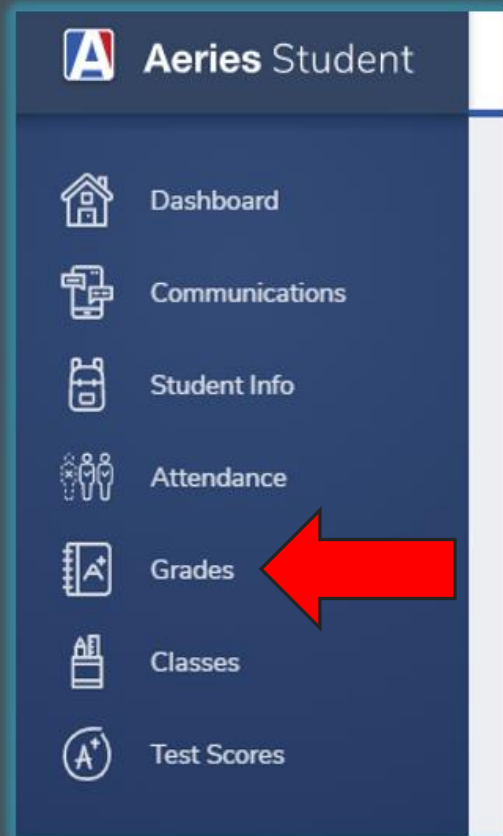 Aeries Student
Dashboard
Communications
Student Info
Attendance
Grades
Classes
Test Scores